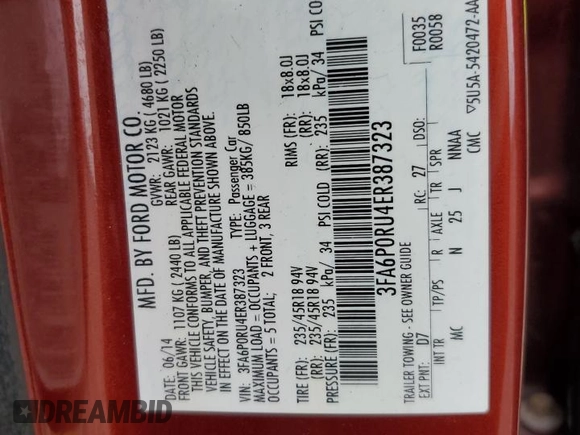 MFD. BY FORD MOTOR CO.
DATE: 06/14 GVWR: 2123 KG ( 4680 LB)
FRONT GAWR: 1107 KG ( 2440 LB) REAR GAWR: 1021 KG ( 2250 LB)
THIS VEHICLE CONFORMS TO ALL APPLICABLE FEDERAL MOTOR
VEHICLE SAFETY, BUMPER, AND THEFT PREVENTION STANDARDS
IN EFFECT ON THE DATE OF MANUFACTURE SHOWN ABOVE.
VIN: 3FA6P0RU4ER387323 TYPE: Passenger Car
MAXIMUM LOAD = OCCUPANTS + LUGGAGE = 385KG/ 850LB
OCCUPANTS = 5 TOTAL: 2 FRONT, 3 REAR
TIRE (FR): 235/45R18 94V RIMS (FR): 18x8.0J
(RR): 235/45R18 94V (RR): 18x8.0J
PRESSURE (FR): 235 kPa/ 34 PSI COLD (RR): 235 kPa/ 34 PSI CO
3FA6P0RU4ER387323
TRAILER TOWING - SEE OWNER GUIDE
F0035
R0058
EXT PNT: D7 RC: 27 DSO:
INT TR TP/PS R AXLE TR SPR
MC N 25 J NNAA
CMC ▽5U5A-5420472-AA
DREAMBID